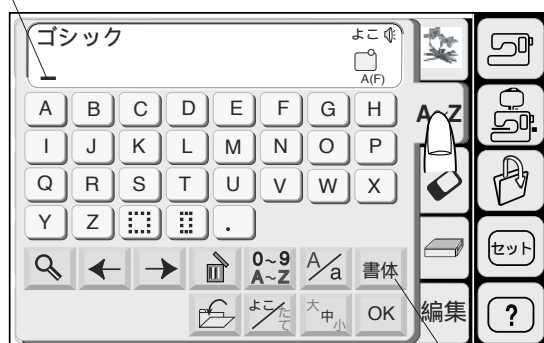 ゴシック
よこ
A(F)
A B C D E F G H
I J K L M N O P
Q R S T U V W X
Y Z .
0~9
A~Z
A/a
書体
よこ/たて
大中小
OK
A Z
編集
セット
?